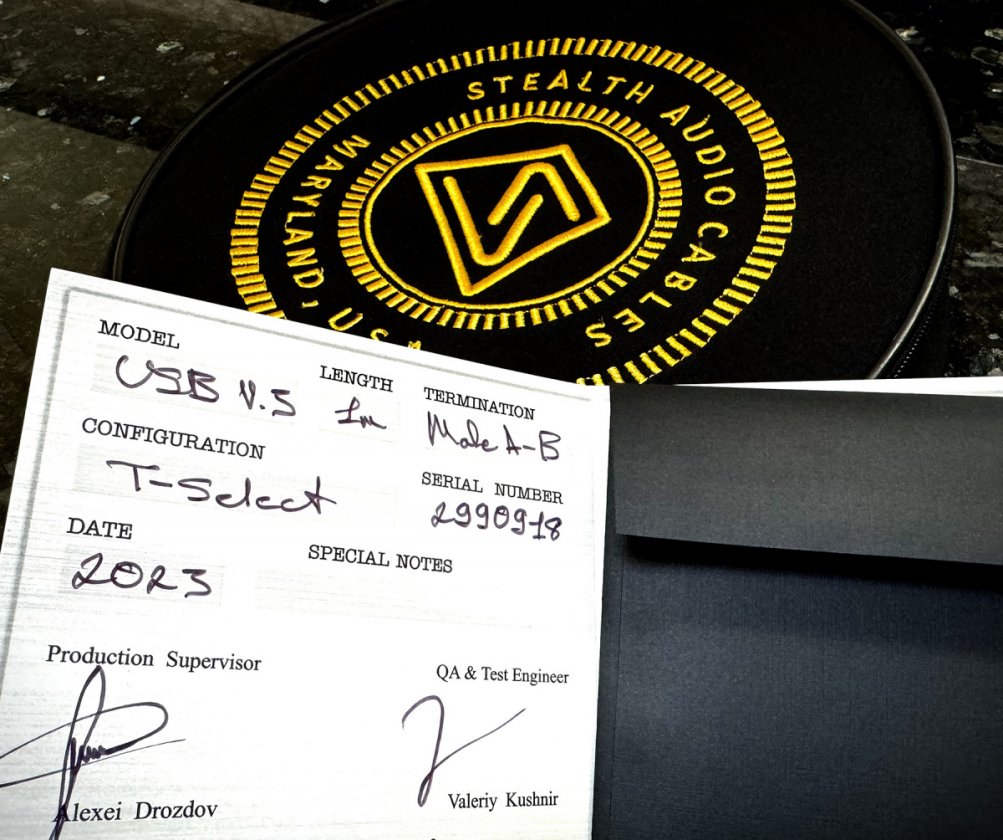 STEALTH AUDIO CABLES
MARYLAND, USA
MODEL
USB V.5
LENGTH
1m
TERMINATION
Male A-B
CONFIGURATION
T-Select
SERIAL NUMBER
2990918
DATE
2023
SPECIAL NOTES
Production Supervisor
QA & Test Engineer
Alexei Drozdov
Valeriy Kushnir